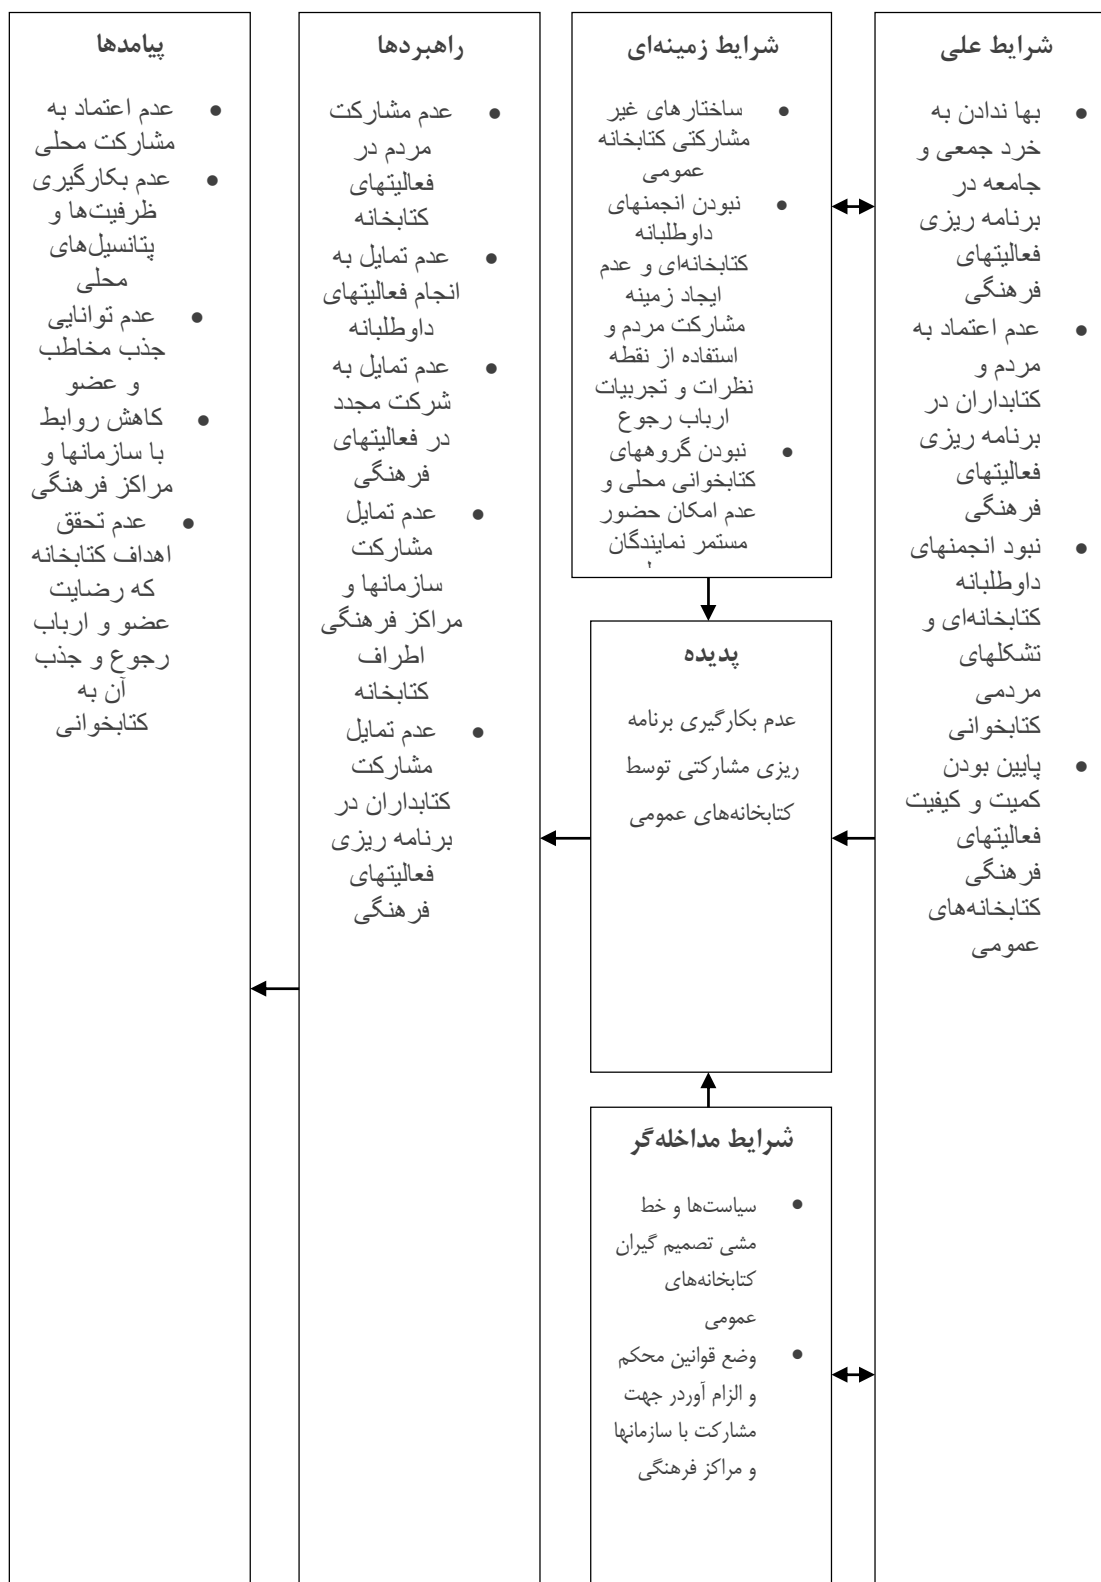 شرایط علی
• بها ندادن به
خرد جمعی و
جامعه در
برنامه ریزی
فعالیتهای
فرهنگی
• عدم اعتماد به
مردم و
کتابداران در
برنامه ریزی
فعالیتهای
فرهنگی
• نبود انجمنهای
داوطلبانه
کتابخانه‌ای و
تشکلهای
مردمی
کتابخوانی
• پایین بودن
کمیت و کیفیت
فعالیتهای
فرهنگی
کتابخانه‌های
عمومی
شرایط زمینه‌ای
• ساختارهای غیر
مشارکتی کتابخانه
عمومی
• نبودن انجمنهای
داوطلبانه
کتابخانه‌ای و عدم
ایجاد زمینه
مشارکت مردم و
استفاده از نقطه
نظرات و تجربیات
ارباب رجوع
• نبودن گروههای
کتابخوانی محلی و
عدم امکان حضور
مستمر نمایندگان
پدیده
عدم بکارگیری برنامه
ریزی مشارکتی توسط
کتابخانه‌های عمومی
شرایط مداخله‌گر
• سیاست‌ها و خط
مشی تصمیم گیران
کتابخانه‌های
عمومی
• وضع قوانین محکم
و الزام آوردر جهت
مشارکت با سازمانها
و مراکز فرهنگی
راهبردها
• عدم مشارکت
مردم در
فعالیتهای
کتابخانه
• عدم تمایل به
انجام فعالیتهای
داوطلبانه
• عدم تمایل به
شرکت مجدد
در فعالیتهای
فرهنگی
• عدم تمایل
مشارکت
سازمانها و
مراکز فرهنگی
اطراف
کتابخانه
• عدم تمایل
مشارکت
کتابداران در
برنامه ریزی
فعالیتهای
فرهنگی
پیامدها
• عدم اعتماد به
مشارکت محلی
• عدم بکارگیری
ظرفیت‌ها و
پتانسیل‌های
محلی
• عدم توانایی
جذب مخاطب
و عضو
• کاهش روابط
با سازمانها و
مراکز فرهنگی
• عدم تحقق
اهداف کتابخانه
که رضایت
عضو و ارباب
رجوع و جذب
آن به
کتابخوانی